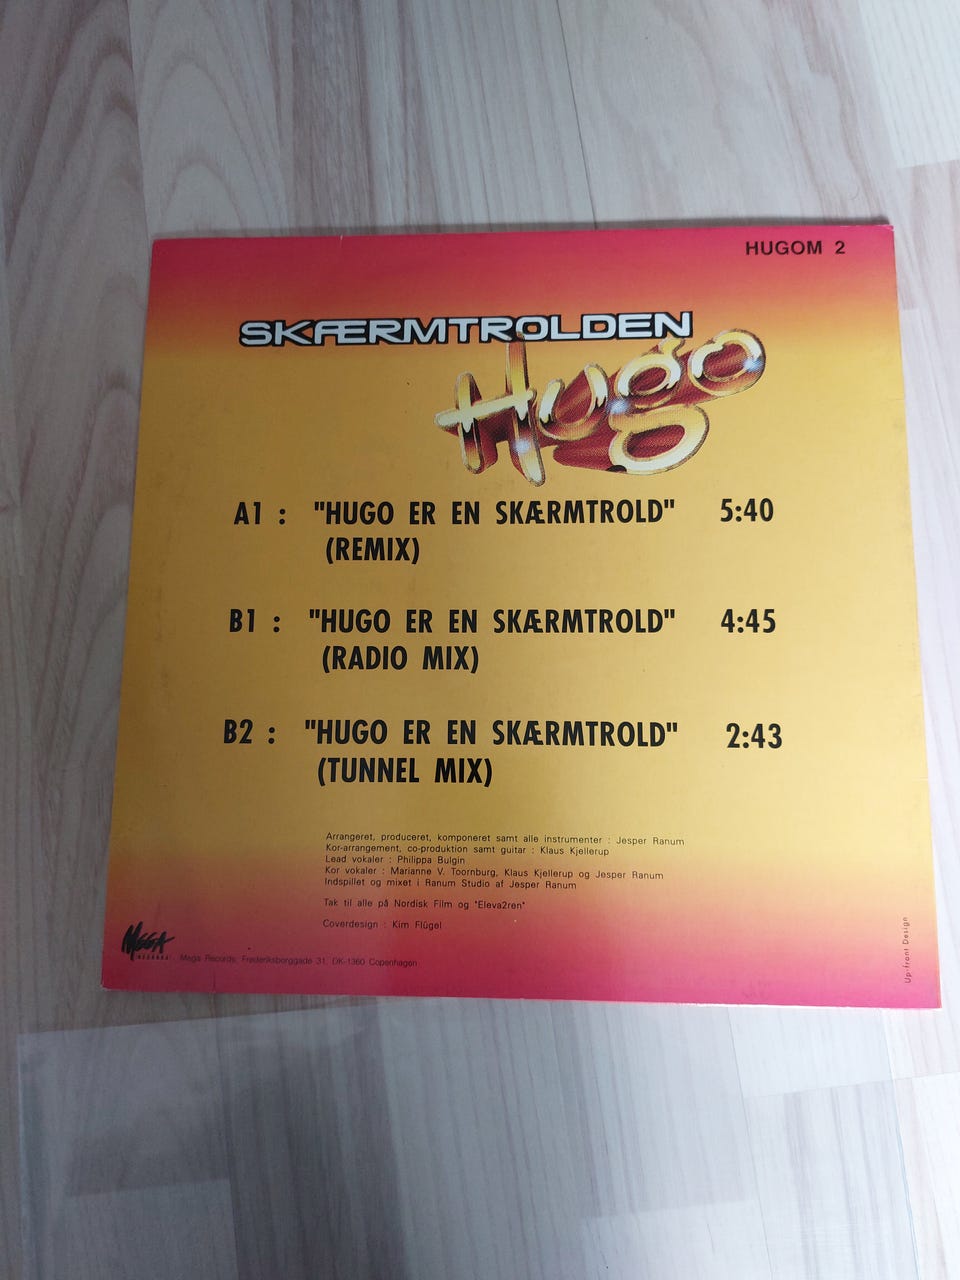 HUGOM 2
SKÆRMTROLDEN
Hugo
A1 : "HUGO ER EN SKÆRMTROLD" 5:40
(REMIX)
B1 : "HUGO ER EN SKÆRMTROLD" 4:45
(RADIO MIX)
B2 : "HUGO ER EN SKÆRMTROLD" 2:43
(TUNNEL MIX)
Arrangeret, produceret, komponeret samt alle instrumenter : Jesper Ranum
Kor-arrangement, co-produktion samt guitar : Klaus Kjellerup
Lead vokaler : Philippa Bulgin
Kor vokaler : Marianne V. Toornburg, Klaus Kjellerup og Jesper Ranum
Indspillet og mixet i Ranum Studio af Jesper Ranum
Tak til alle på Nordisk Film og "Eleva2ren"
Coverdesign : Kim Flügel
MEGA
RECORDS
Mega Records, Frederiksborggade 31, DK-1360 Copenhagen
Up-front Design